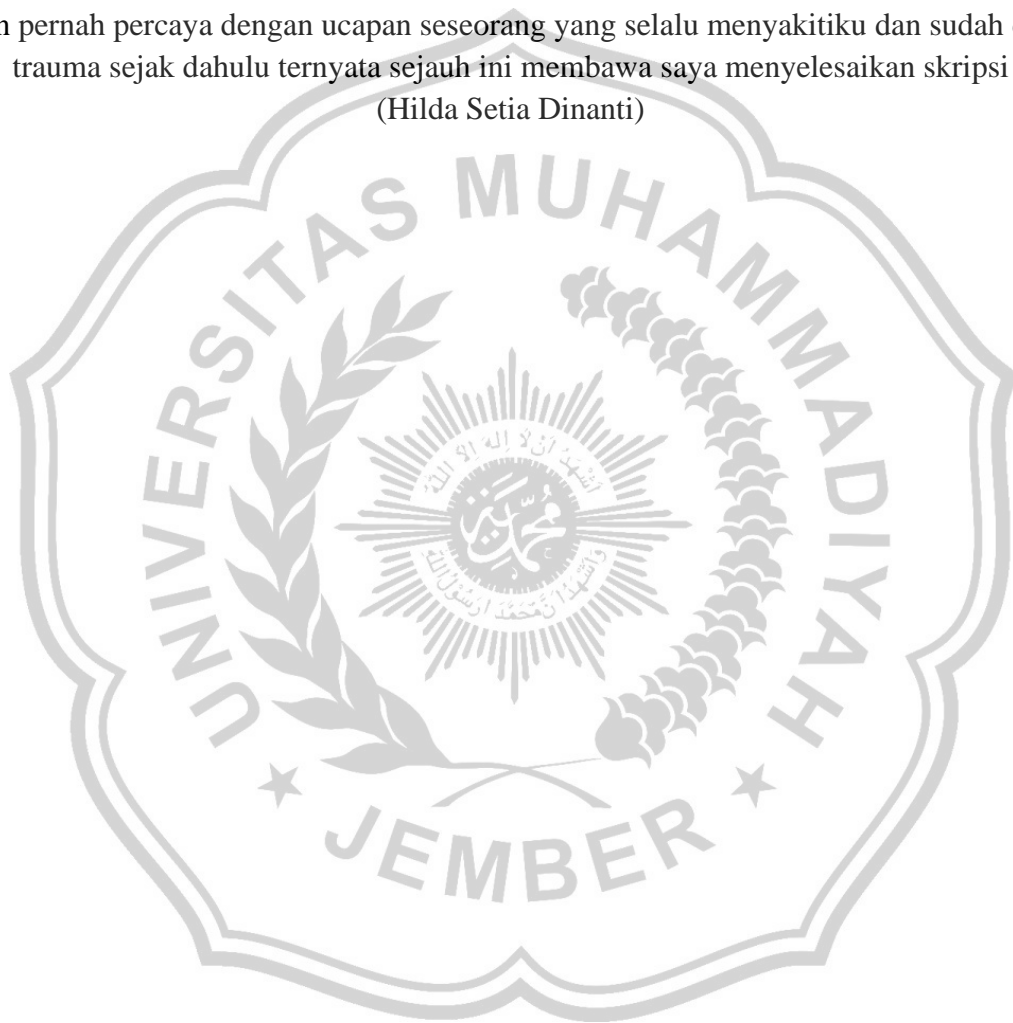 pernah percaya dengan ucapan seseorang yang selalu menyakitiku dan sudah
trauma sejak dahulu ternyata sejauh ini membawa saya menyelesaikan skripsi
(Hilda Setia Dinanti)
UNIVERSITAS MUHAMMADIYAH
JEMBER